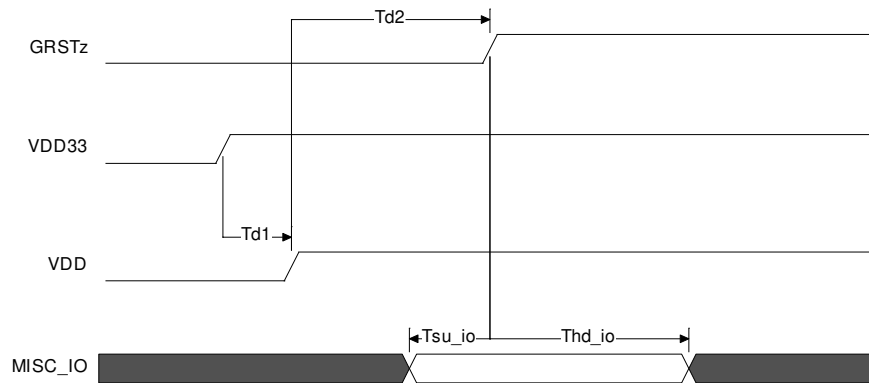 Td2
GRSTz
VDD33
Td1
VDD
Tsu_io Thd_io
MISC_IO